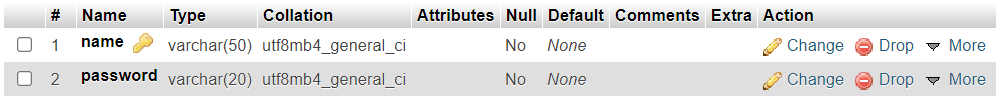 # Name Type Collation Attributes Null Default Comments Extra Action
1 name varchar(50) utf8mb4_general_ci No None Change Drop More
2 password varchar(20) utf8mb4_general_ci No None Change Drop More